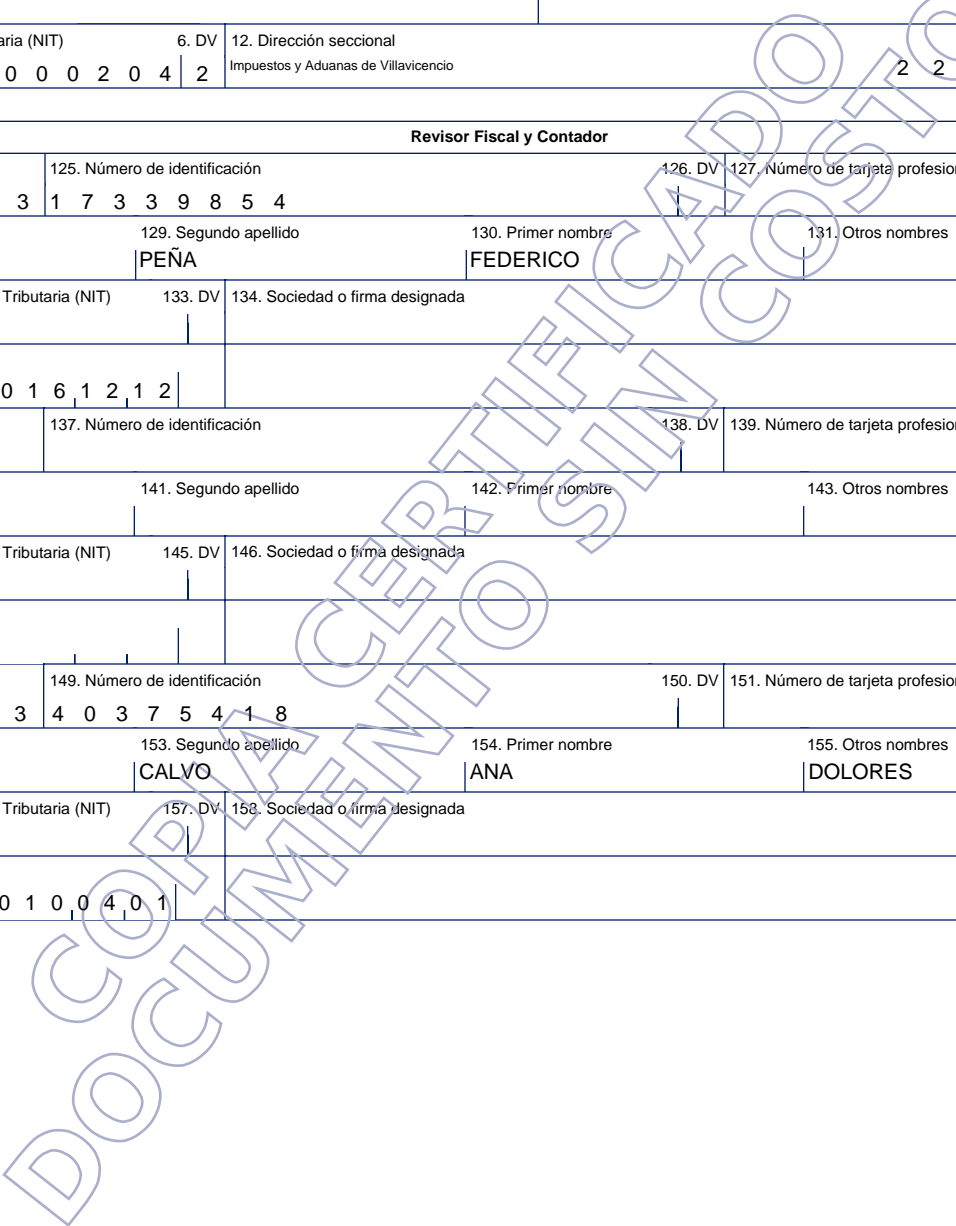 aria (NIT) 6. DV 12. Dirección seccional
0 0 0 2 0 4 2 Impuestos y Aduanas de Villavicencio 2 2
Revisor Fiscal y Contador
125. Número de identificación 126. DV 127. Número de tarjeta profesion
3 1 7 3 3 9 8 5 4
129. Segundo apellido 130. Primer nombre 131. Otros nombres
PEÑA FEDERICO
Tributaria (NIT) 133. DV 134. Sociedad o firma designada
0 1 6 1 2 1 2
137. Número de identificación 138. DV 139. Número de tarjeta profesion
141. Segundo apellido 142. Primer nombre 143. Otros nombres
Tributaria (NIT) 145. DV 146. Sociedad o firma designada
149. Número de identificación 150. DV 151. Número de tarjeta profesion
3 4 0 3 7 5 4 1 8
153. Segundo apellido 154. Primer nombre 155. Otros nombres
CALVO ANA DOLORES
Tributaria (NIT) 157. DV 158. Sociedad o firma designada
0 1 0 0 4 0 1
COPIA CERTIFICADO
DOCUMENTO SIN COSTO